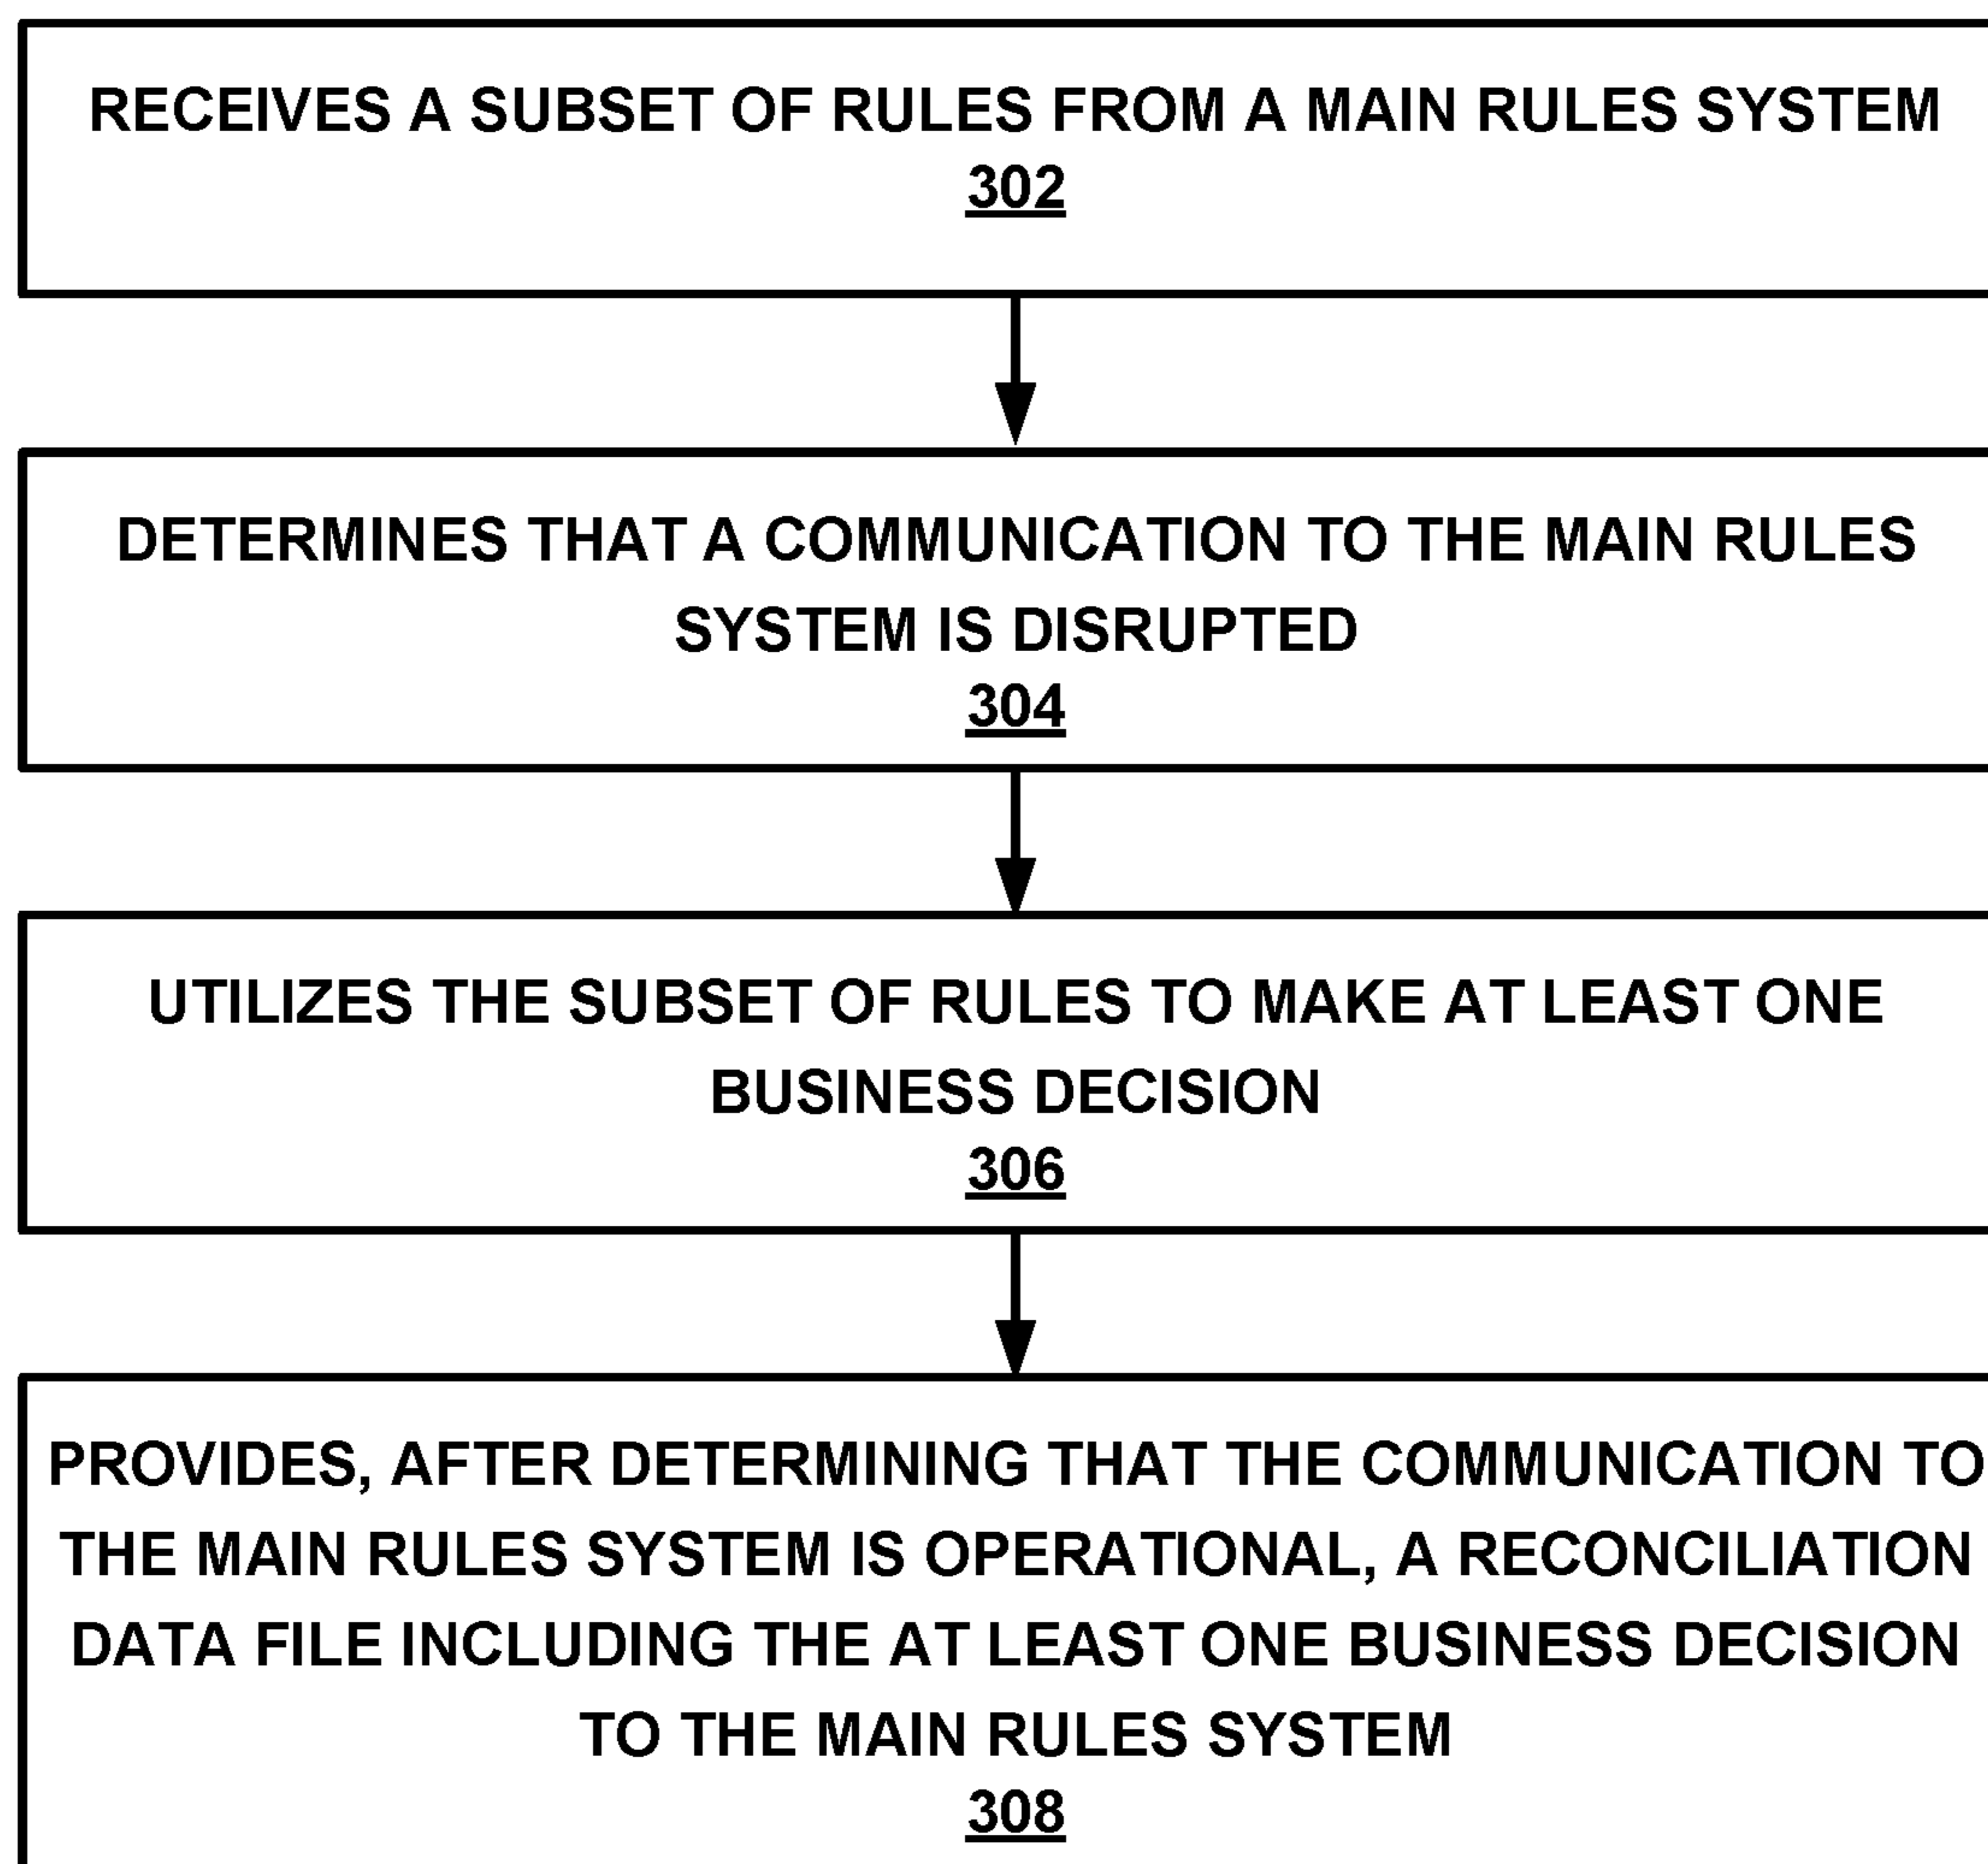 RECEIVES A SUBSET OF RULES FROM A MAIN RULES SYSTEM
302
DETERMINES THAT A COMMUNICATION TO THE MAIN RULES
SYSTEM IS DISRUPTED
304
UTILIZES THE SUBSET OF RULES TO MAKE AT LEAST ONE
BUSINESS DECISION
306
PROVIDES, AFTER DETERMINING THAT THE COMMUNICATION TO
THE MAIN RULES SYSTEM IS OPERATIONAL, A RECONCILIATION
DATA FILE INCLUDING THE AT LEAST ONE BUSINESS DECISION
TO THE MAIN RULES SYSTEM
308